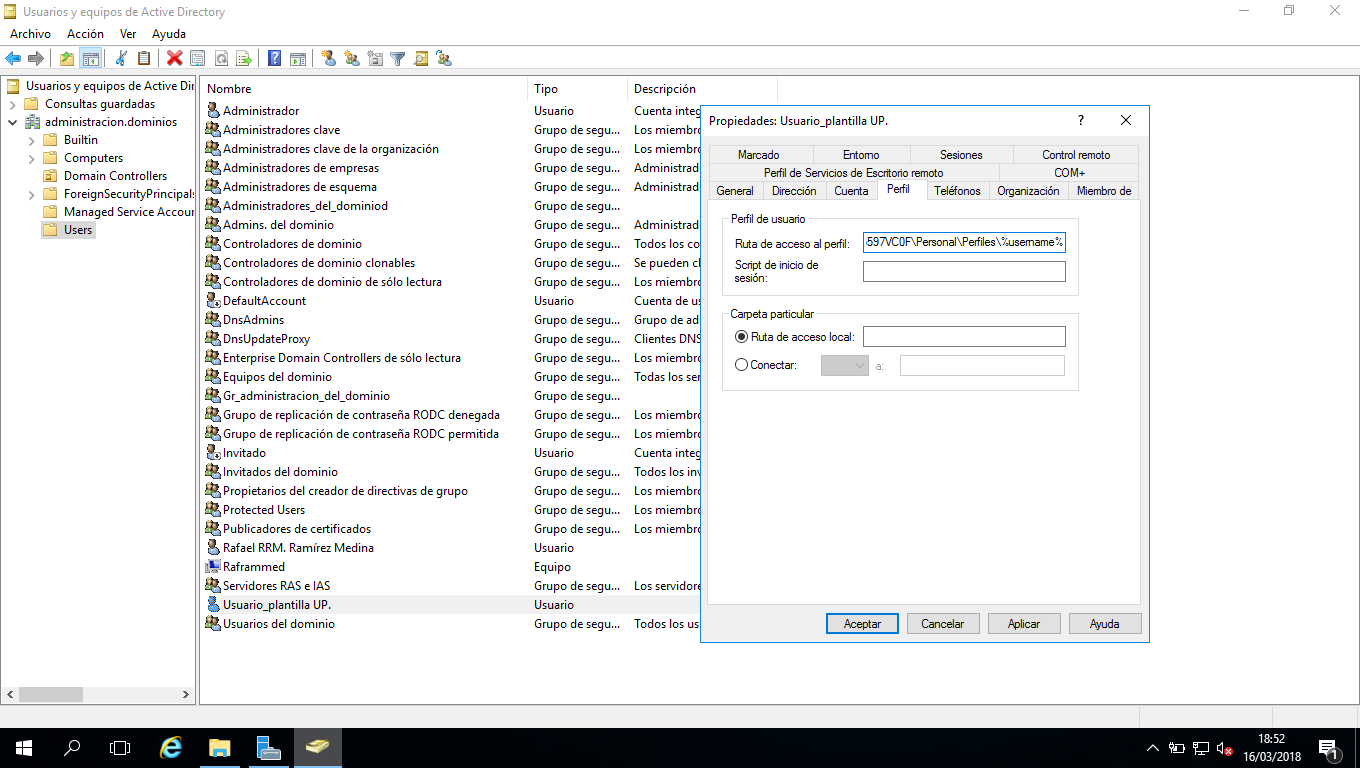 Usuarios y equipos de Active Directory
Archivo Acción Ver Ayuda
Usuarios y equipos de Active Dir
Consultas guardadas
administracion.dominios
Builtin
Computers
Domain Controllers
ForeignSecurityPrincipals
Managed Service Accour
Users
Nombre Tipo Descripción
Administrador Usuario Cuenta integ
Administradores clave Grupo de segu... Los miembro
Administradores clave de la organización Grupo de segu... Los miembro
Administradores de empresas Grupo de segu... Administrad
Administradores de esquema Grupo de segu... Administrad
Administradores_del_dominiod Grupo de segu...
Admins. del dominio Grupo de segu... Administrad
Controladores de dominio Grupo de segu... Todos los co
Controladores de dominio clonables Grupo de segu... Se pueden cl
Controladores de dominio de sólo lectura Grupo de segu... Los miembro
DefaultAccount Usuario Cuenta de us
DnsAdmins Grupo de segu... Grupo de ad
DnsUpdateProxy Grupo de segu... Clientes DNS
Enterprise Domain Controllers de sólo lectura Grupo de segu... Los miembro
Equipos del dominio Grupo de segu... Todas los ser
Gr_administracion_del_dominio Grupo de segu...
Grupo de replicación de contraseña RODC denegada Grupo de segu... Los miembro
Grupo de replicación de contraseña RODC permitida Grupo de segu... Los miembro
Invitado Usuario Cuenta integ
Invitados del dominio Grupo de segu... Todos los inv
Propietarios del creador de directivas de grupo Grupo de segu... Los miembro
Protected Users Grupo de segu... Los miembro
Publicadores de certificados Grupo de segu... Los miembro
Rafael RRM. Ramírez Medina Usuario
Raframmed Equipo
Servidores RAS e IAS Grupo de segu... Los servidore
Usuario_plantilla UP. Usuario
Usuarios del dominio Grupo de segu... Todos los us
Propiedades: Usuario_plantilla UP. ?
Marcado Entorno Sesiones Control remoto
Perfil de Servicios de Escritorio remoto COM+
General Dirección Cuenta Perfil Teléfonos Organización Miembro de
Perfil de usuario
Ruta de acceso al perfil: 597VC0F\Personal\Perfiles\%username%
Script de inicio de
sesión:
Carpeta particular
Ruta de acceso local:
Conectar: a:
Aceptar Cancelar Aplicar Ayuda
18:52
16/03/2018
1